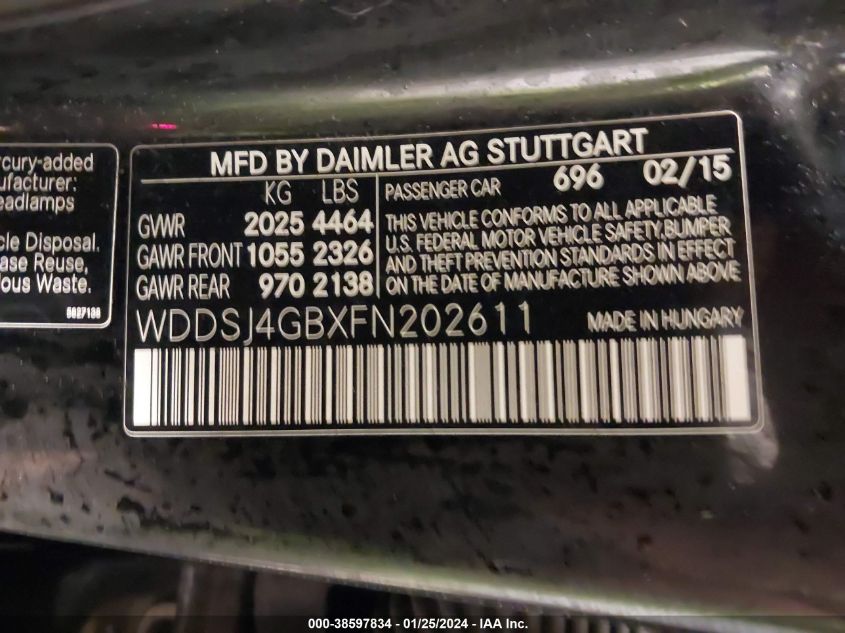 rcury-added
ufacturer:
eadlamps
cle Disposal.
ase Reuse,
lous Waste.
MFD BY DAIMLER AG STUTTGART
KG LBS
GVWR 2025 4464
GAWR FRONT 1055 2326
GAWR REAR 970 2138
PASSENGER CAR 696 02/15
THIS VEHICLE CONFORMS TO ALL APPLICABLE
U.S. FEDERAL MOTOR VEHICLE SAFETY,BUMPER
AND THEFT PREVENTION STANDARDS IN EFFECT
ON THE DATE OF MANUFACTURE SHOWN ABOVE
WDDSJ4GBXFN202611 MADE IN HUNGARY
000-38597834 / 01/25/2024 - IAA Inc.